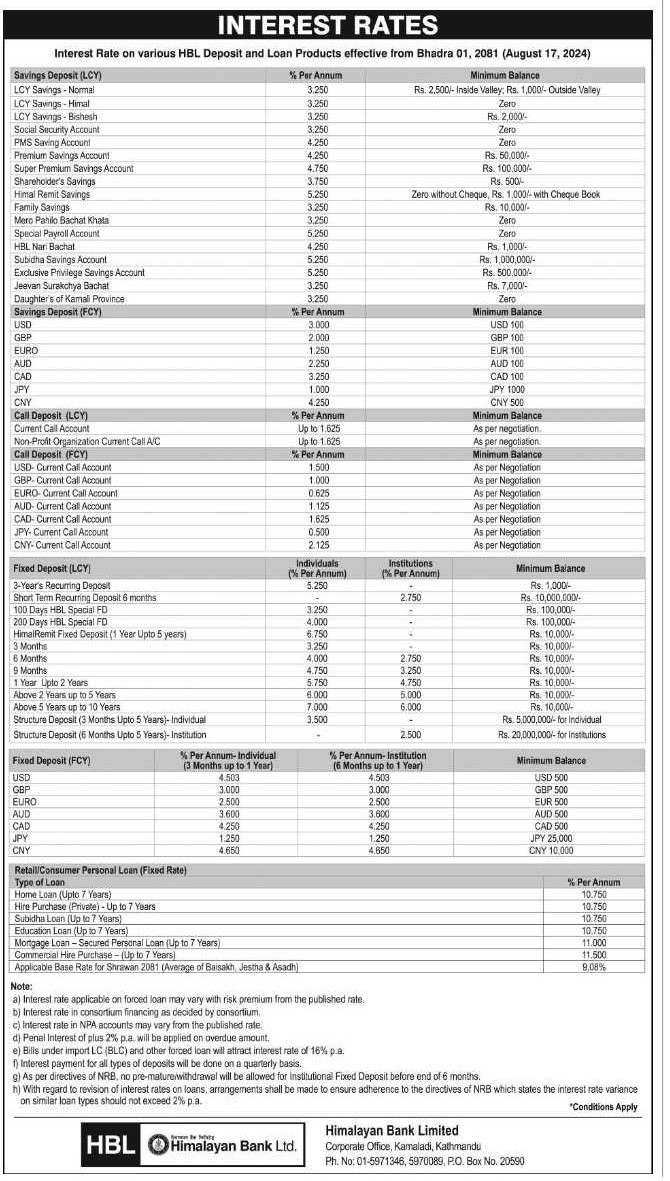 INTEREST RATES
Interest Rate on various HBL Deposit and Loan Products effective from Bhadra 01, 2081 (August 17, 2024)
Savings Deposit (LCY) % Per Annum Minimum Balance
LCY Savings - Normal 3.250 Rs. 2,500/- Inside Valley; Rs. 1,000/- Outside Valley
LCY Savings - Himal 3.250 Zero
LCY Savings - Bishesh 3.250 Rs. 2,000/-
Social Security Account 3.250 Zero
PMS Saving Account 4.250 Zero
Premium Savings Account 4.250 Rs. 50,000/-
Super Premium Savings Account 4.750 Rs. 100,000/-
Shareholder's Savings 3.750 Rs. 500/-
Himal Remit Savings 5.250 Zero without Cheque, Rs. 1,000/- with Cheque Book
Family Savings 3.250 Rs. 10,000/-
Mero Pahilo Bachat Khata 3.250 Zero
Special Payroll Account 5.250 Zero
HBL Nari Bachat 4.250 Rs. 1,000/-
Subidha Savings Account 5.250 Rs. 1,000,000/-
Exclusive Privilege Savings Account 5.250 Rs. 500,000/-
Jeevan Surakchya Bachat 3.250 Rs. 7,000/-
Daughter's of Karnali Province 3.250 Zero
Savings Deposit (FCY) % Per Annum Minimum Balance
USD 3.000 USD 100
GBP 2.000 GBP 100
EURO 1.250 EUR 100
AUD 2.250 AUD 100
CAD 3.250 CAD 100
JPY 1.000 JPY 1000
CNY 4.250 CNY 500
Call Deposit (LCY) % Per Annum Minimum Balance
Current Call Account Up to 1.625 As per negotiation.
Non-Profit Organization Current Call A/C Up to 1.625 As per negotiation.
Call Deposit (FCY) % Per Annum Minimum Balance
USD- Current Call Account 1.500 As per Negotiation
GBP- Current Call Account 1.000 As per Negotiation
EURO- Current Call Account 0.625 As per Negotiation
AUD- Current Call Account 1.125 As per Negotiation
CAD- Current Call Account 1.625 As per Negotiation
JPY- Current Call Account 0.500 As per Negotiation
CNY- Current Call Account 2.125 As per Negotiation
Fixed Deposit (LCY) Individuals (% Per Annum) Institutions (% Per Annum) Minimum Balance
3-Year's Recurring Deposit 5.250 - Rs. 1,000/-
Short Term Recurring Deposit 6 months - 2.750 Rs. 10,000,000/-
100 Days HBL Special FD 3.250 - Rs. 100,000/-
200 Days HBL Special FD 4.000 - Rs. 100,000/-
HimalRemit Fixed Deposit (1 Year Upto 5 years) 6.750 - Rs. 10,000/-
3 Months 3.250 - Rs. 10,000/-
6 Months 4.000 2.750 Rs. 10,000/-
9 Months 4.750 3.250 Rs. 10,000/-
1 Year Upto 2 Years 5.750 4.750 Rs. 10,000/-
Above 2 Years up to 5 Years 6.000 5.000 Rs. 10,000/-
Above 5 Years up to 10 Years 7.000 6.000 Rs. 10,000/-
Structure Deposit (3 Months Upto 5 Years)- Individual 3.500 - Rs. 5,000,000/- for Individual
Structure Deposit (6 Months Upto 5 Years)- Institution - 2.500 Rs. 20,000,000/- for Institutions
Fixed Deposit (FCY) % Per Annum- Individual (3 Months up to 1 Year) % Per Annum- Institution (6 Months up to 1 Year) Minimum Balance
USD 4.503 4.503 USD 500
GBP 3.000 3.000 GBP 500
EURO 2.500 2.500 EUR 500
AUD 3.600 3.600 AUD 500
CAD 4.250 4.250 CAD 500
JPY 1.250 1.250 JPY 25,000
CNY 4.650 4.650 CNY 10,000
Retail/Consumer Personal Loan (Fixed Rate)
Type of Loan % Per Annum
Home Loan (Upto 7 Years) 10.750
Hire Purchase (Private) - Up to 7 Years 10.750
Subidha Loan (Up to 7 Years) 10.750
Education Loan (Up to 7 Years) 10.750
Mortgage Loan – Secured Personal Loan (Up to 7 Years) 11.000
Commercial Hire Purchase – (Up to 7 Years) 11.500
Applicable Base Rate for Shrawan 2081 (Average of Baisakh, Jestha & Asadh) 9.08%
Note:
a) Interest rate applicable on forced loan may vary with risk premium from the published rate.
b) Interest rate in consortium financing as decided by consortium.
c) Interest rate in NPA accounts may vary from the published rate.
d) Penal Interest of plus 2% p.a. will be applied on overdue amount.
e) Bills under import LC (BLC) and other forced loan will attract interest rate of 16% p.a.
f) Interest payment for all types of deposits will be done on a quarterly basis.
g) As per directives of NRB, no pre-mature/withdrawal will be allowed for Institutional Fixed Deposit before end of 6 months.
h) With regard to revision of interest rates on loans, arrangements shall be made to ensure adherence to the directives of NRB which states the interest rate variance
on similar loan types should not exceed 2% p.a.
*Conditions Apply
HBL Himalayan Bank Ltd.
Himalayan Bank Limited
Corporate Office, Kamaladi, Kathmandu
Ph. No: 01-5971346, 5970089, P.O. Box No. 20590